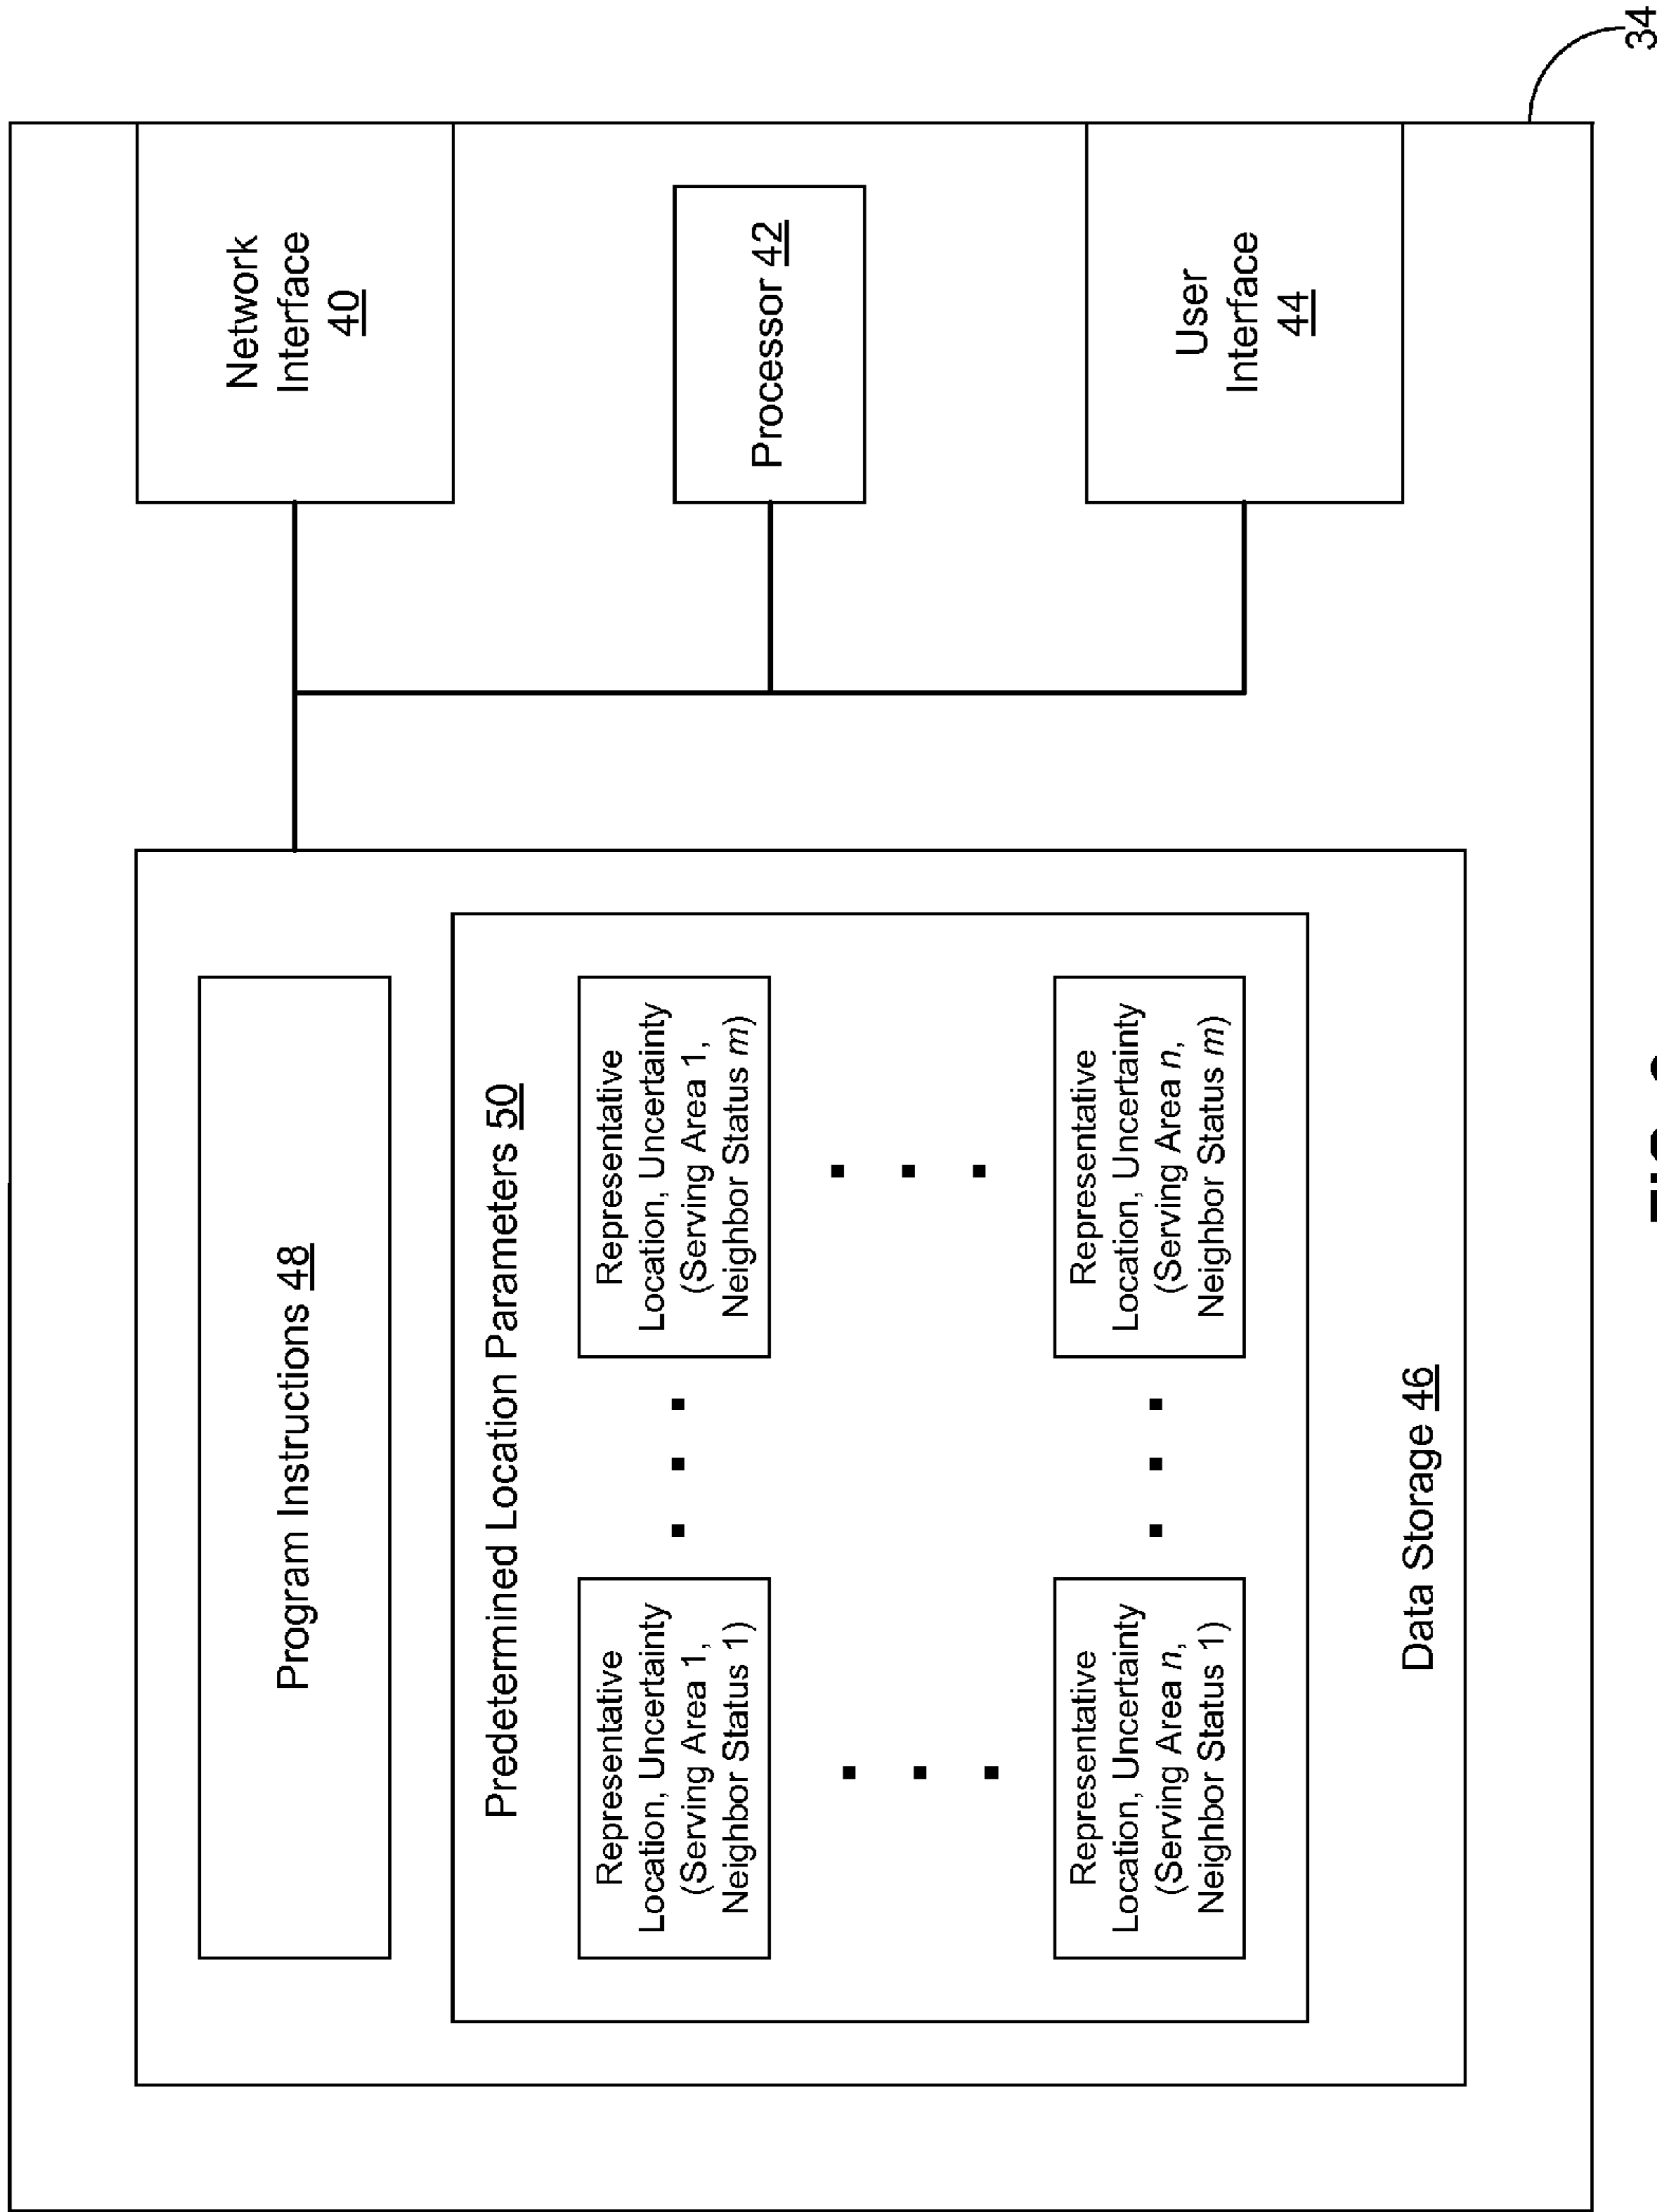 Program Instructions 48
Predetermined Location Parameters 50
Representative
Location, Uncertainty
(Serving Area 1,
Neighbor Status 1)
Representative
Location, Uncertainty
(Serving Area 1,
Neighbor Status m)
Representative
Location, Uncertainty
(Serving Area n,
Neighbor Status 1)
Representative
Location, Uncertainty
(Serving Area n,
Neighbor Status m)
Data Storage 46
Network
Interface
40
Processor 42
User
Interface
44
34